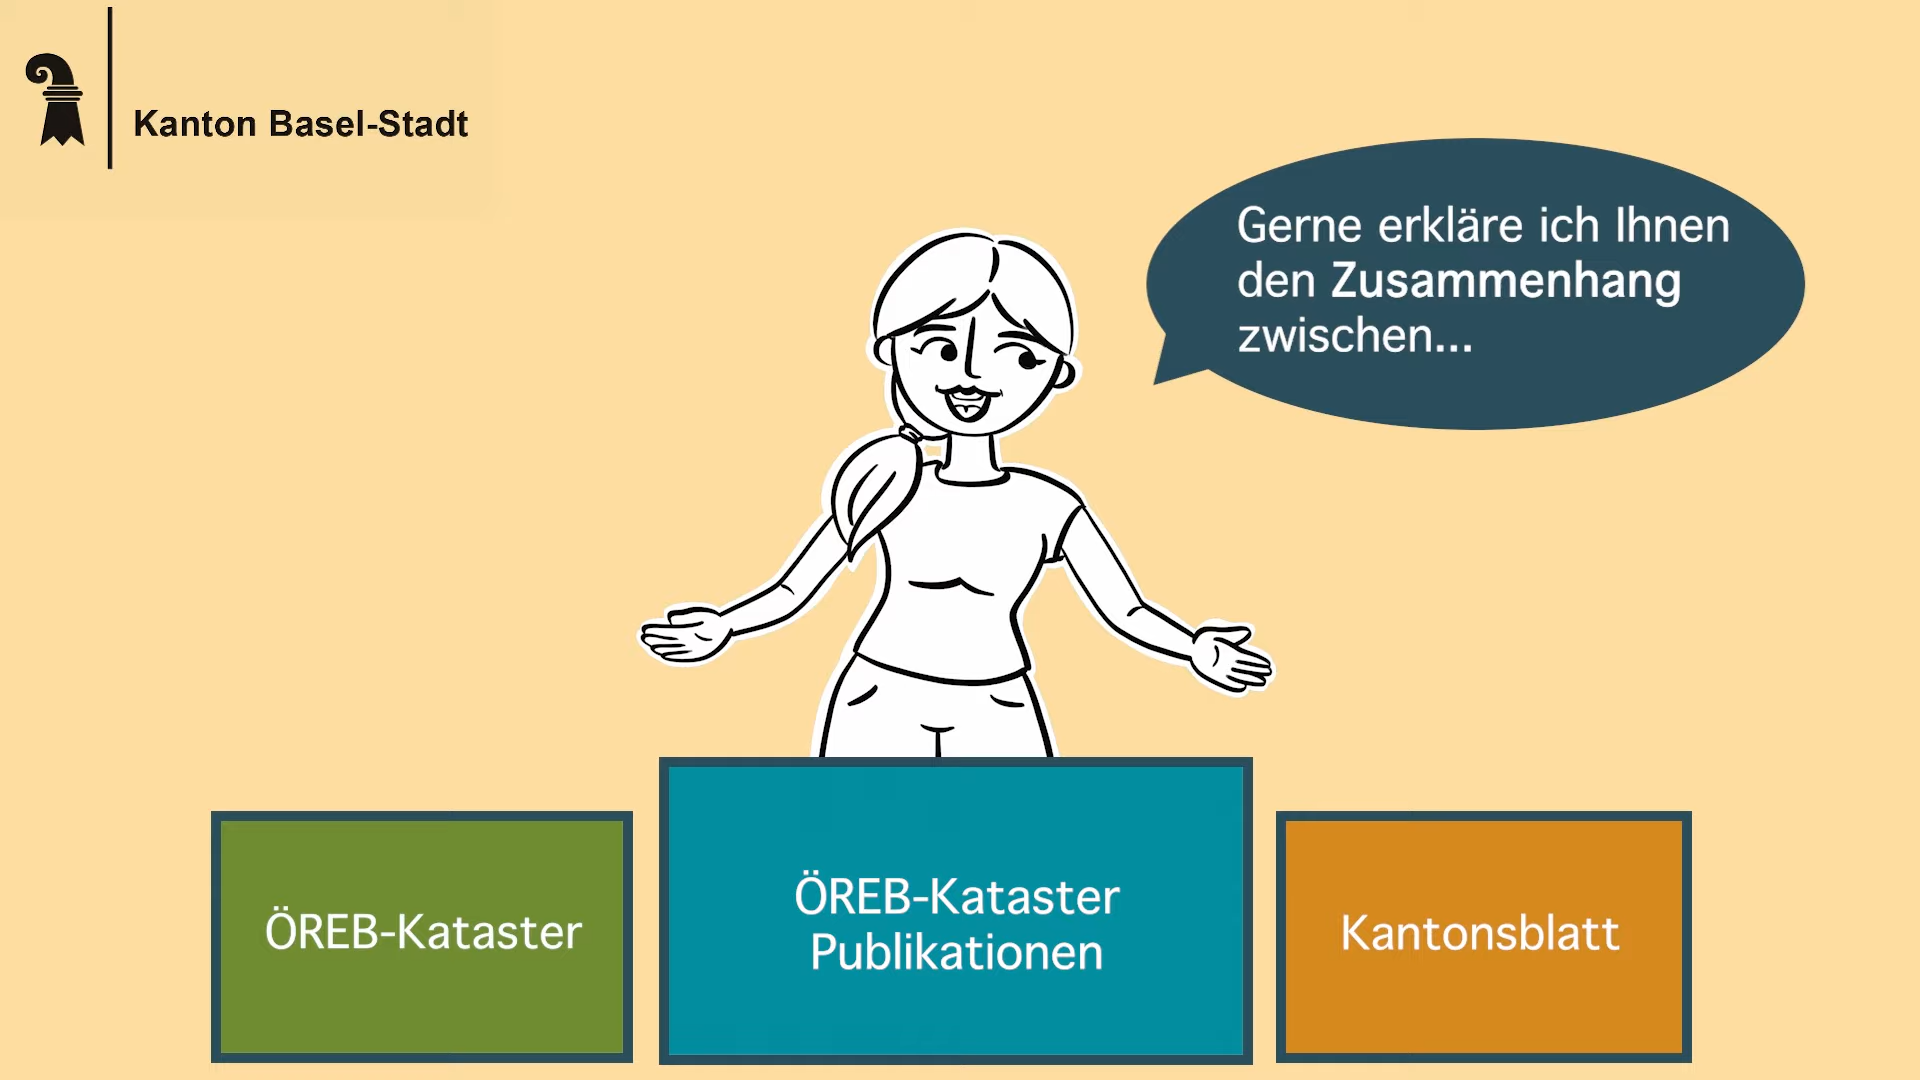 Kanton Basel-Stadt
Gerne erkläre ich Ihnen
den Zusammenhang
zwischen...
ÖREB-Kataster
ÖREB-Kataster
Publikationen
Kantonsblatt